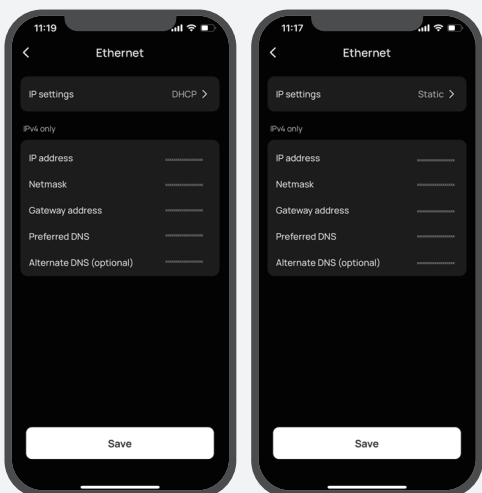 11:19
Ethernet
IP settings DHCP
IPv4 only
IP address
Netmask
Gateway address
Preferred DNS
Alternate DNS (optional)
Save
11:17
Ethernet
IP settings Static
IPv4 only
IP address
Netmask
Gateway address
Preferred DNS
Alternate DNS (optional)
Save